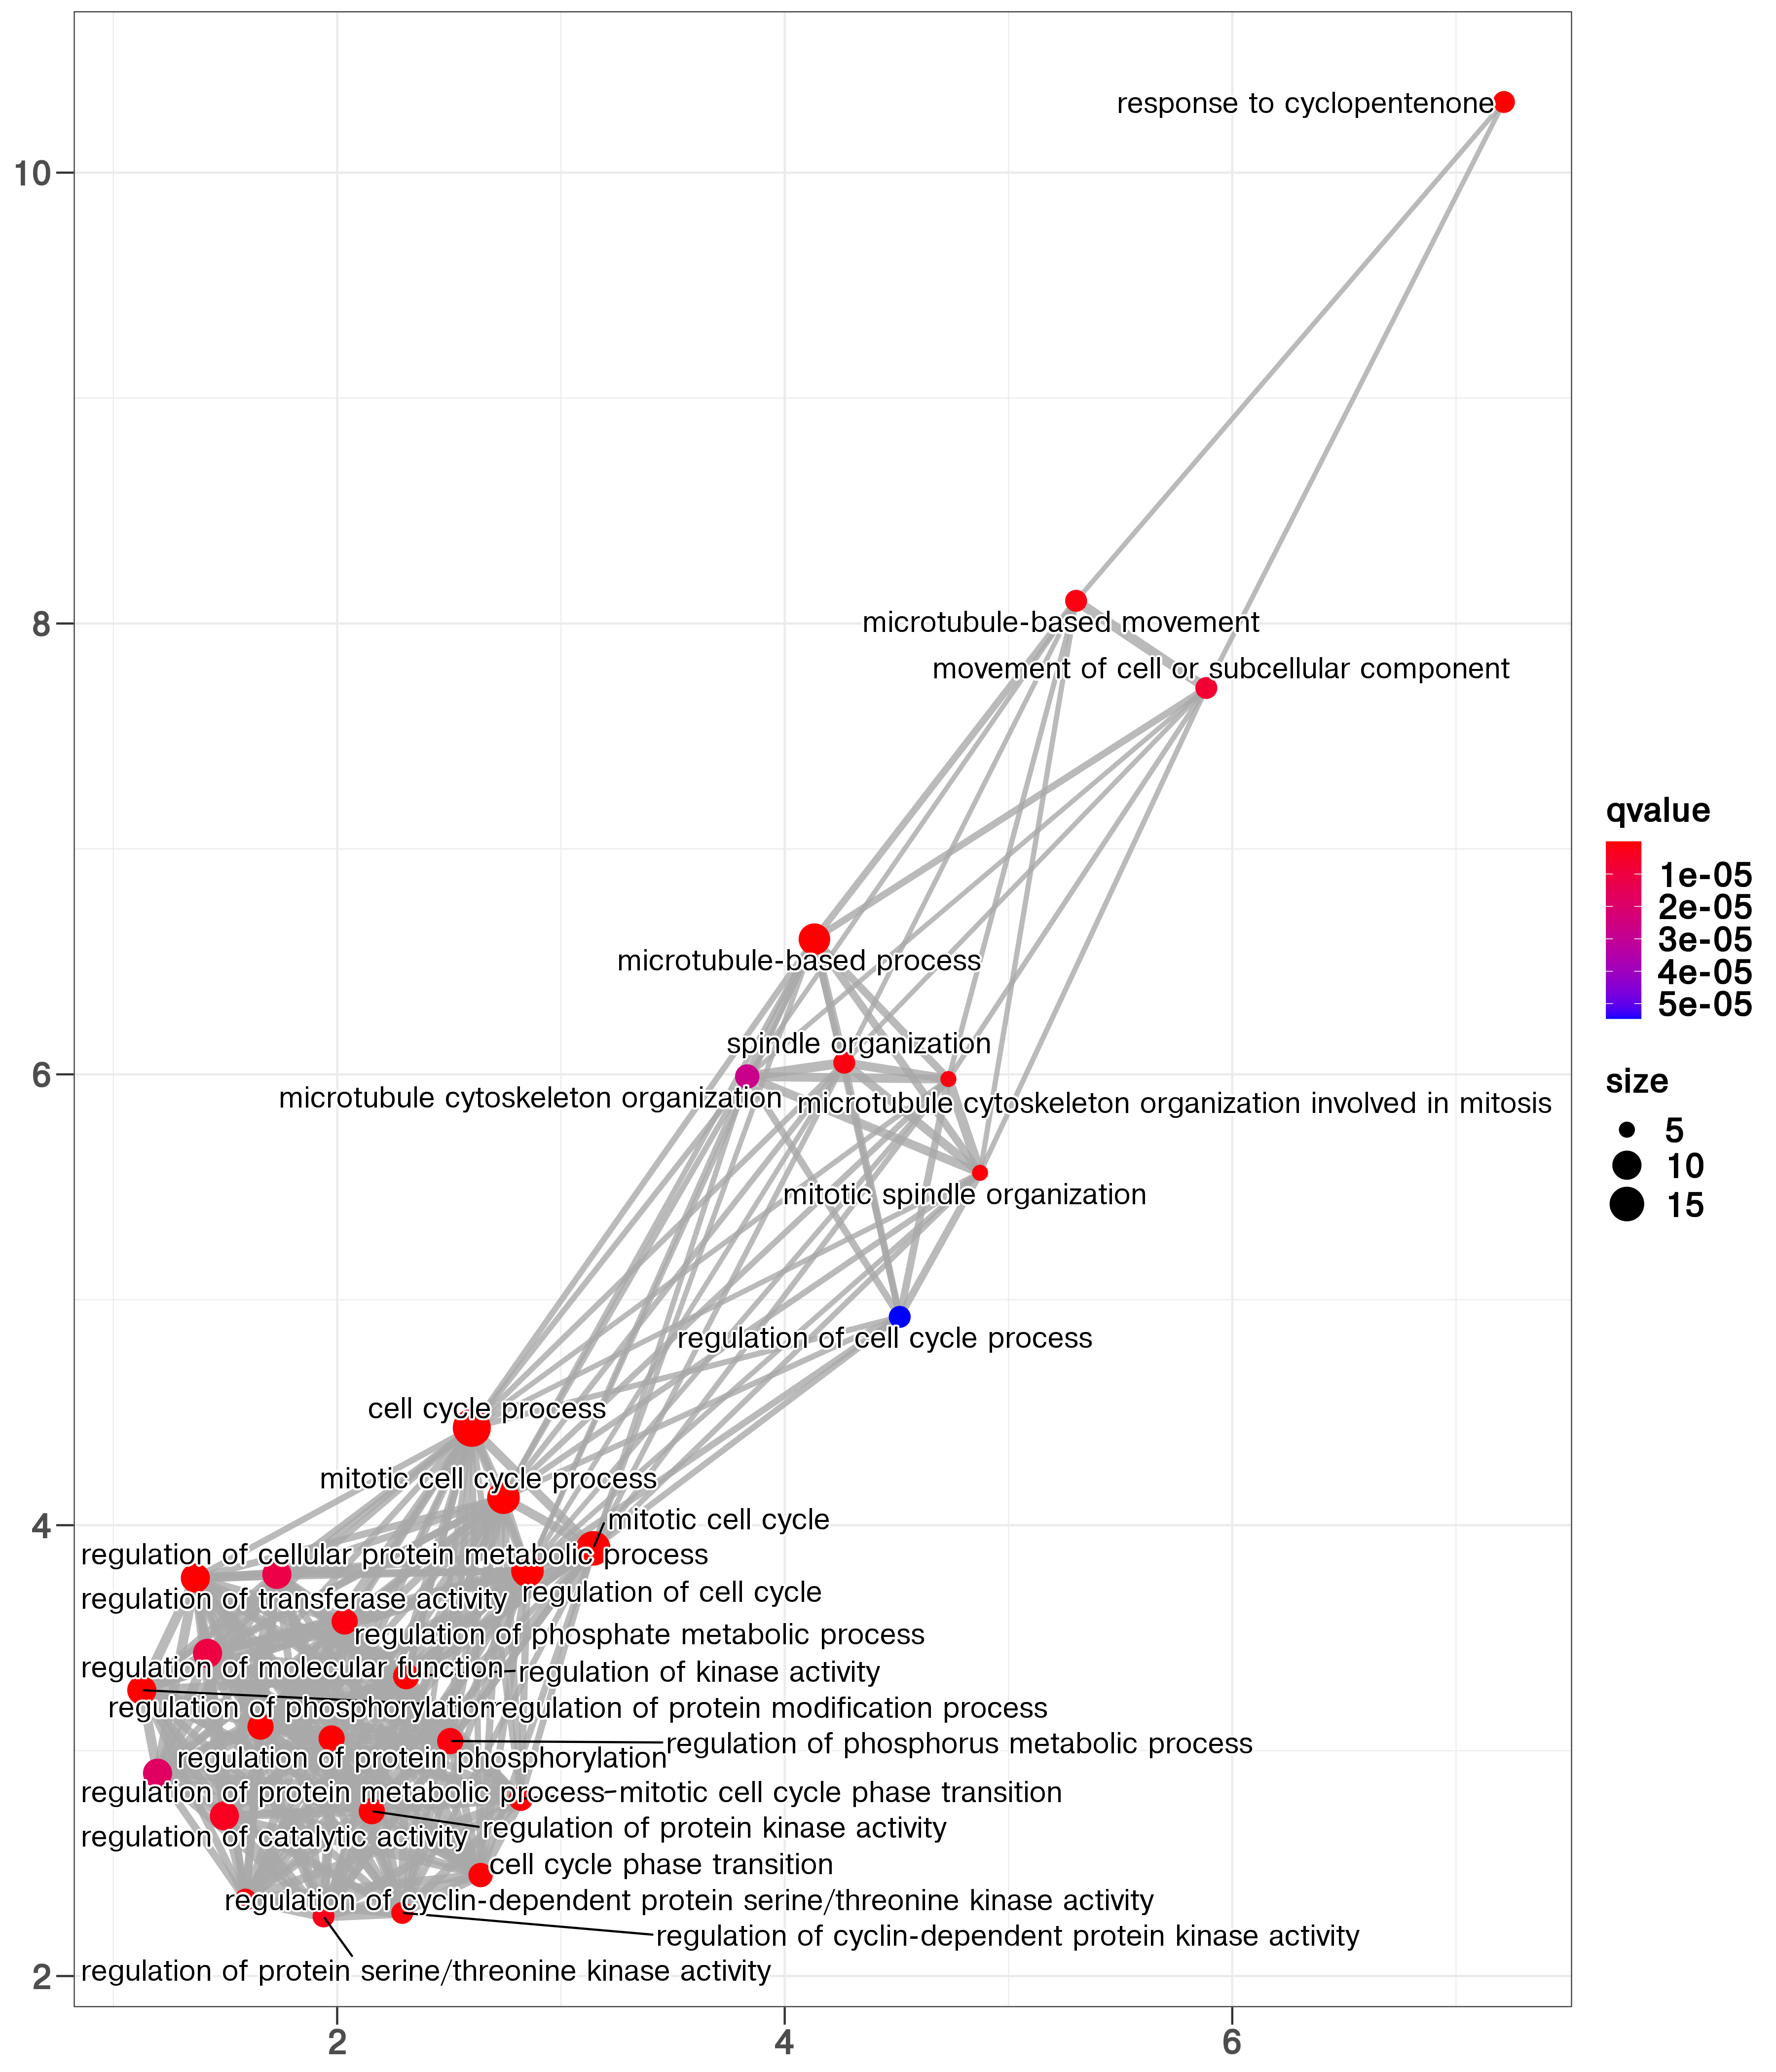 response to cyclopentenone
10
8
microtubule-based movement
movement of cell or subcellular component
qvalue
1e-05
2e-05
3e-05
4e-05
5e-05
size
5
10
15
microtubule-based process
spindle organization
6
microtubule cytoskeleton organization
microtubule cytoskeleton organization involved in mitosis
mitotic spindle organization
regulation of cell cycle process
cell cycle process
mitotic cell cycle process
4
mitotic cell cycle
regulation of cellular protein metabolic process
regulation of cell cycle
regulation of transferase activity
regulation of phosphate metabolic process
regulation of molecular function
regulation of kinase activity
regulation of phosphorylation
regulation of protein modification process
regulation of phosphorus metabolic process
regulation of protein phosphorylation
regulation of protein metabolic process
mitotic cell cycle phase transition
regulation of protein kinase activity
regulation of catalytic activity
cell cycle phase transition
regulation of cyclin-dependent protein serine/threonine kinase activity
regulation of cyclin-dependent protein kinase activity
regulation of protein serine/threonine kinase activity
2
2
4
6